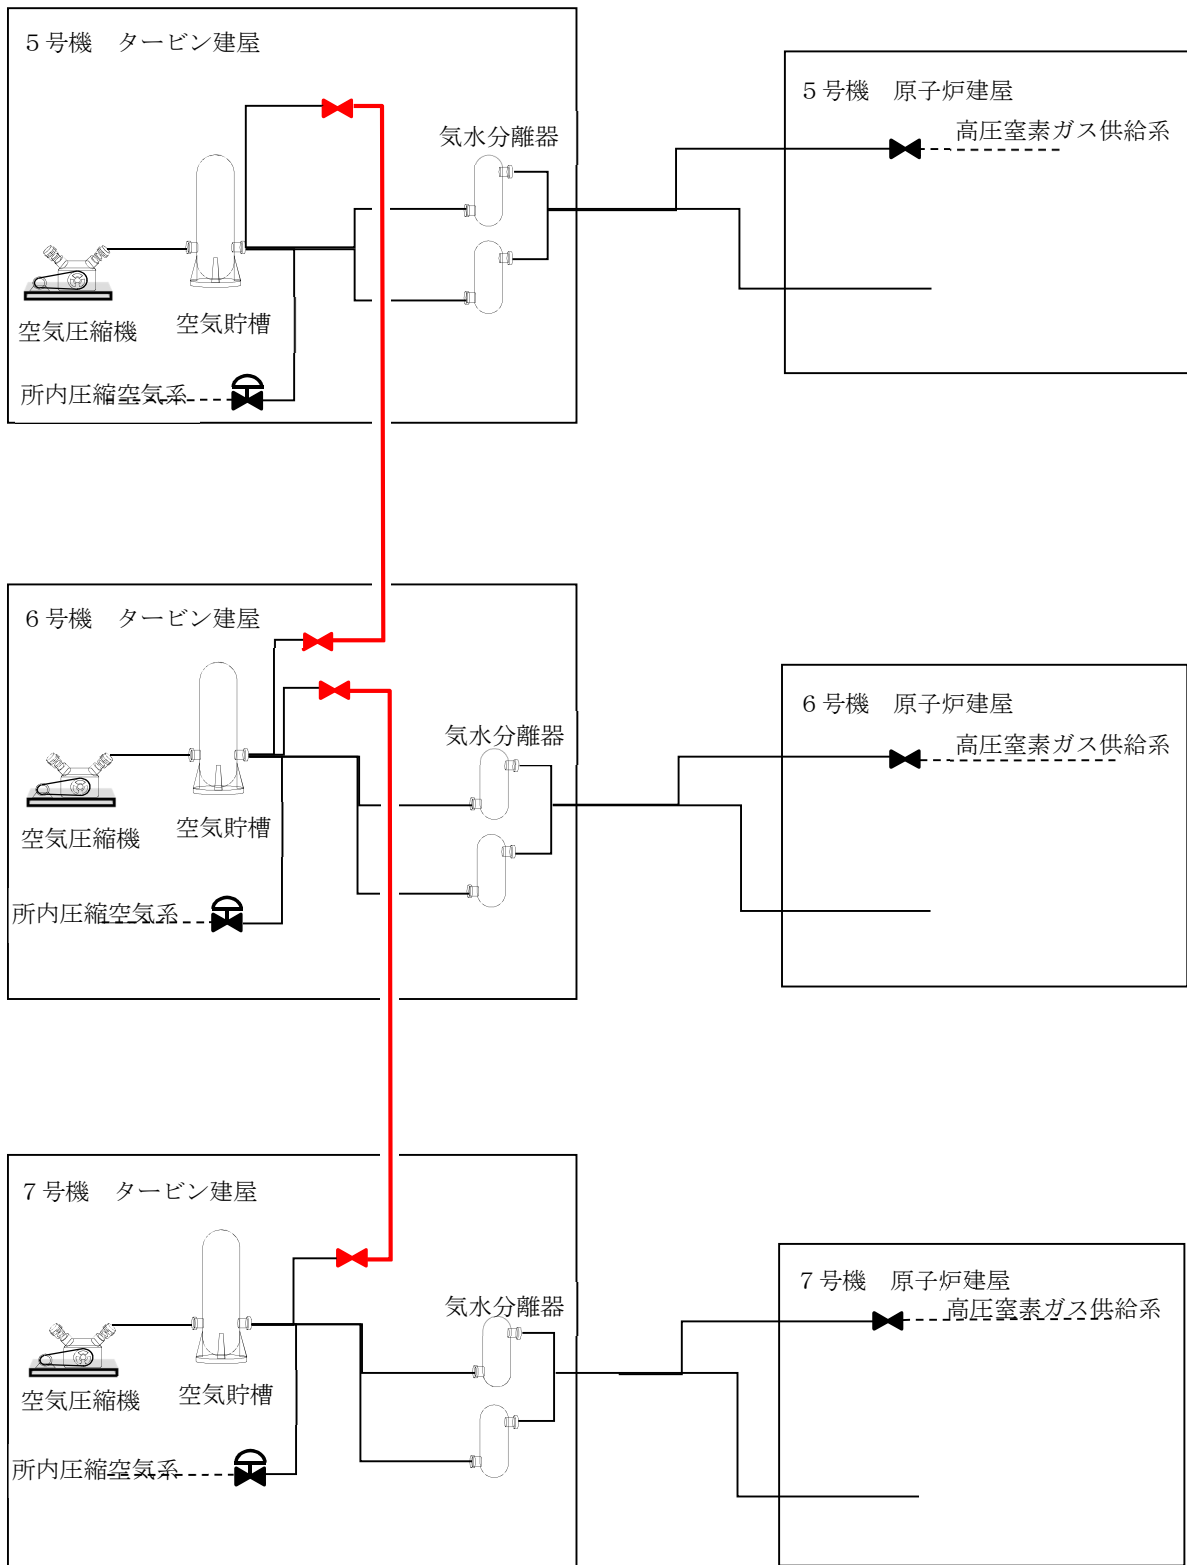 ５号機　タービン建屋
５号機　原子炉建屋
高圧窒素ガス供給系
気水分離器
空気圧縮機
空気貯槽
所内圧縮空気系
６号機　タービン建屋
６号機　原子炉建屋
高圧窒素ガス供給系
気水分離器
空気圧縮機
空気貯槽
所内圧縮空気系
７号機　タービン建屋
７号機　原子炉建屋
高圧窒素ガス供給系
気水分離器
空気圧縮機
空気貯槽
所内圧縮空気系